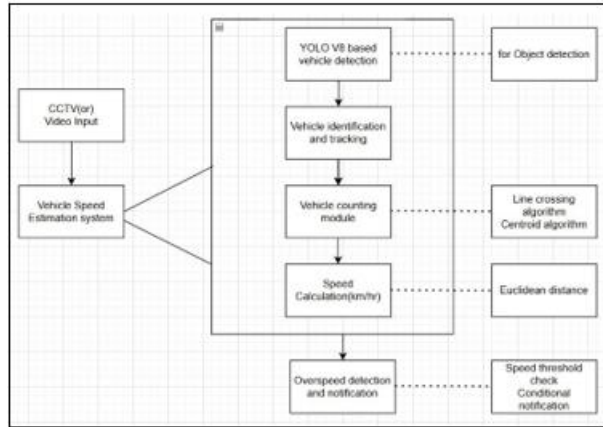 YOLO V8 based
vehicle detection
for Object detection
CCTV(or)
Video Input
Vehicle identification
and tracking
Vehicle Speed
Estimation system
Vehicle counting
module
Line crossing
algorithm
Centroid algorithm
Speed
Calculation(km/hr)
Euclidean distance
Overspeed detection
and notification
Speed threshold
check
Conditional
notification